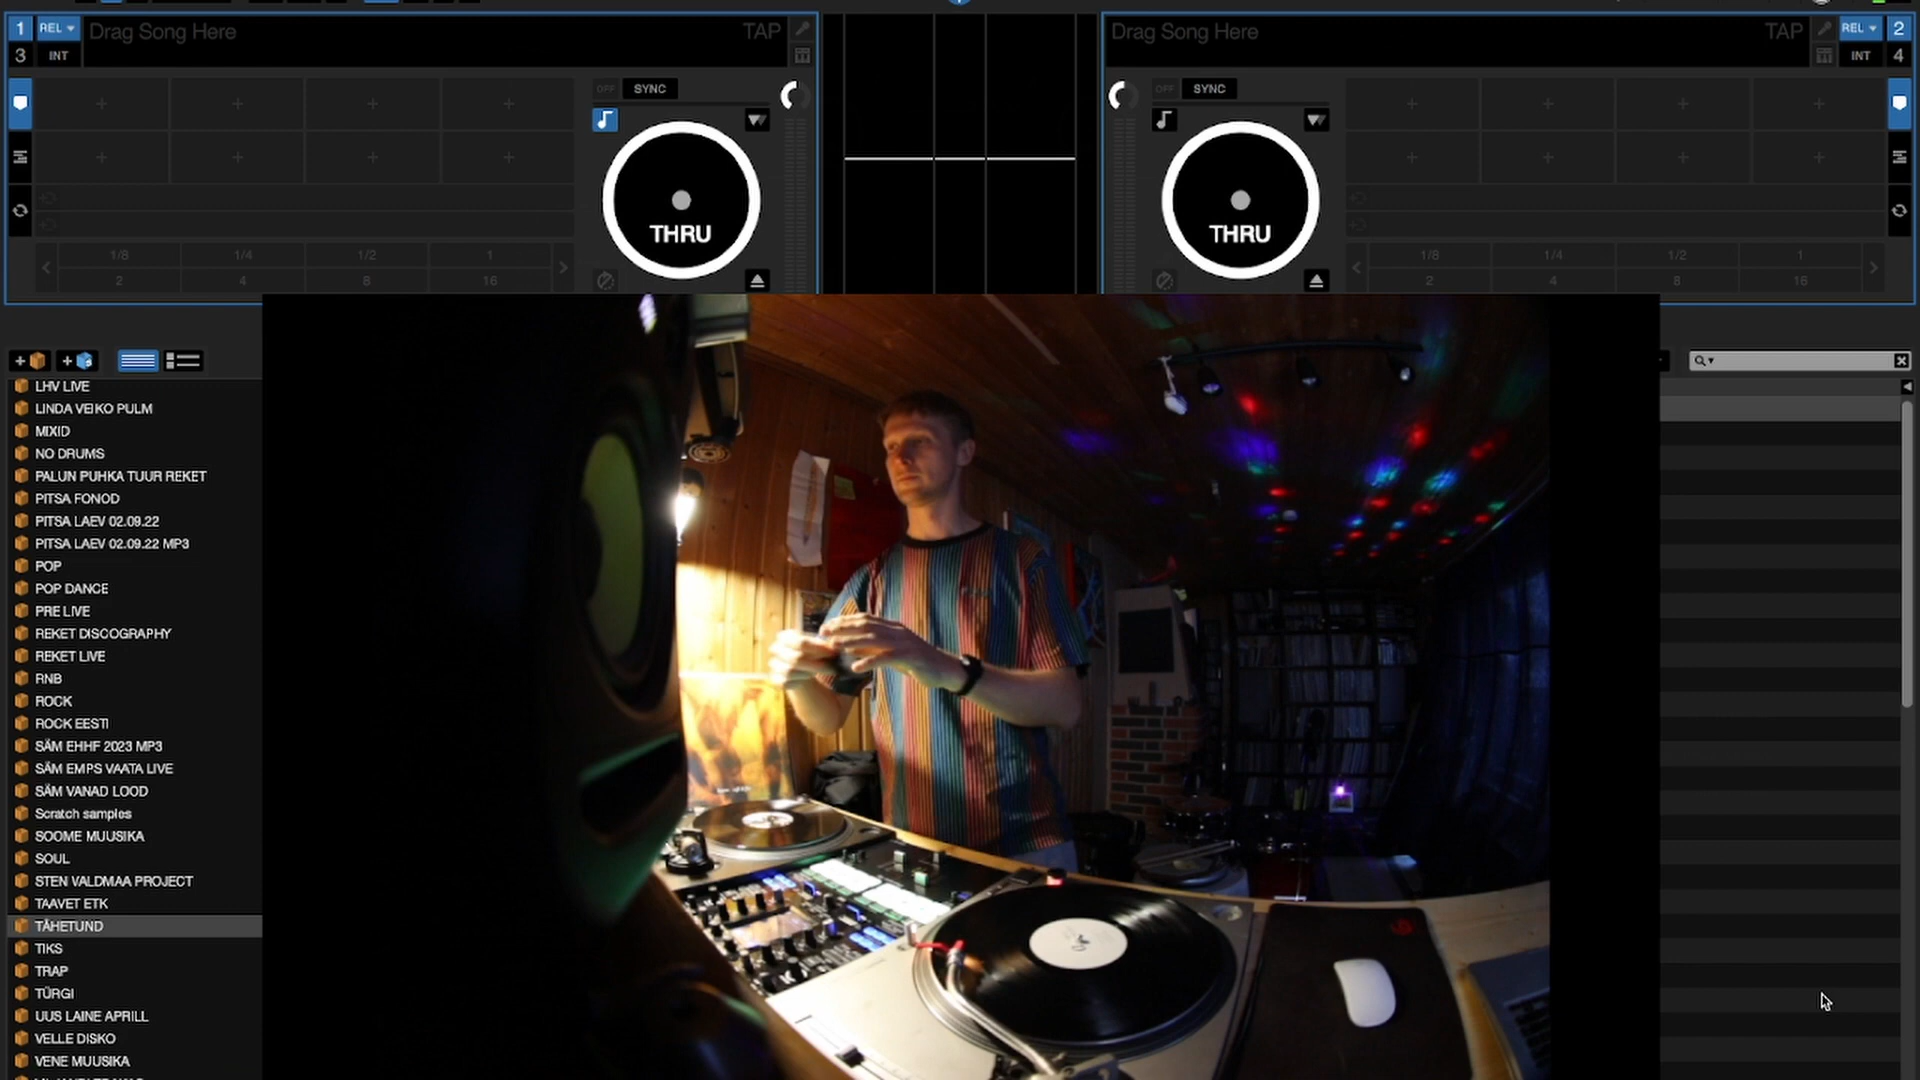 1 REL Drag Song Here TAP
3 INT
OFF SYNC
THRU
1/8 1/4 1/2 1
2 4 8 16
Drag Song Here TAP REL 2
INT 4
OFF SYNC
THRU
1/8 1/4 1/2 1
2 4 8 16
LHV LIVE
LINDA VEIKO PULM
MIXID
NO DRUMS
PALUN PUHKA TUUR REKET
PITSA FONOD
PITSA LAEV 02.09.22
PITSA LAEV 02.09.22 MP3
POP
POP DANCE
PRE LIVE
REKET DISCOGRAPHY
REKET LIVE
RNB
ROCK
ROCK EESTI
SÄM EHHF 2023 MP3
SÄM EMPS VAATA LIVE
SÄM VANAD LOOD
Scratch samples
SOOME MUUSIKA
SOUL
STEN VALDMAA PROJECT
TAAVET ETK
TÄHETUND
TIKS
TRAP
TÜRGI
UUS LAINE APRILL
VELLE DISKO
VENE MUUSIKA